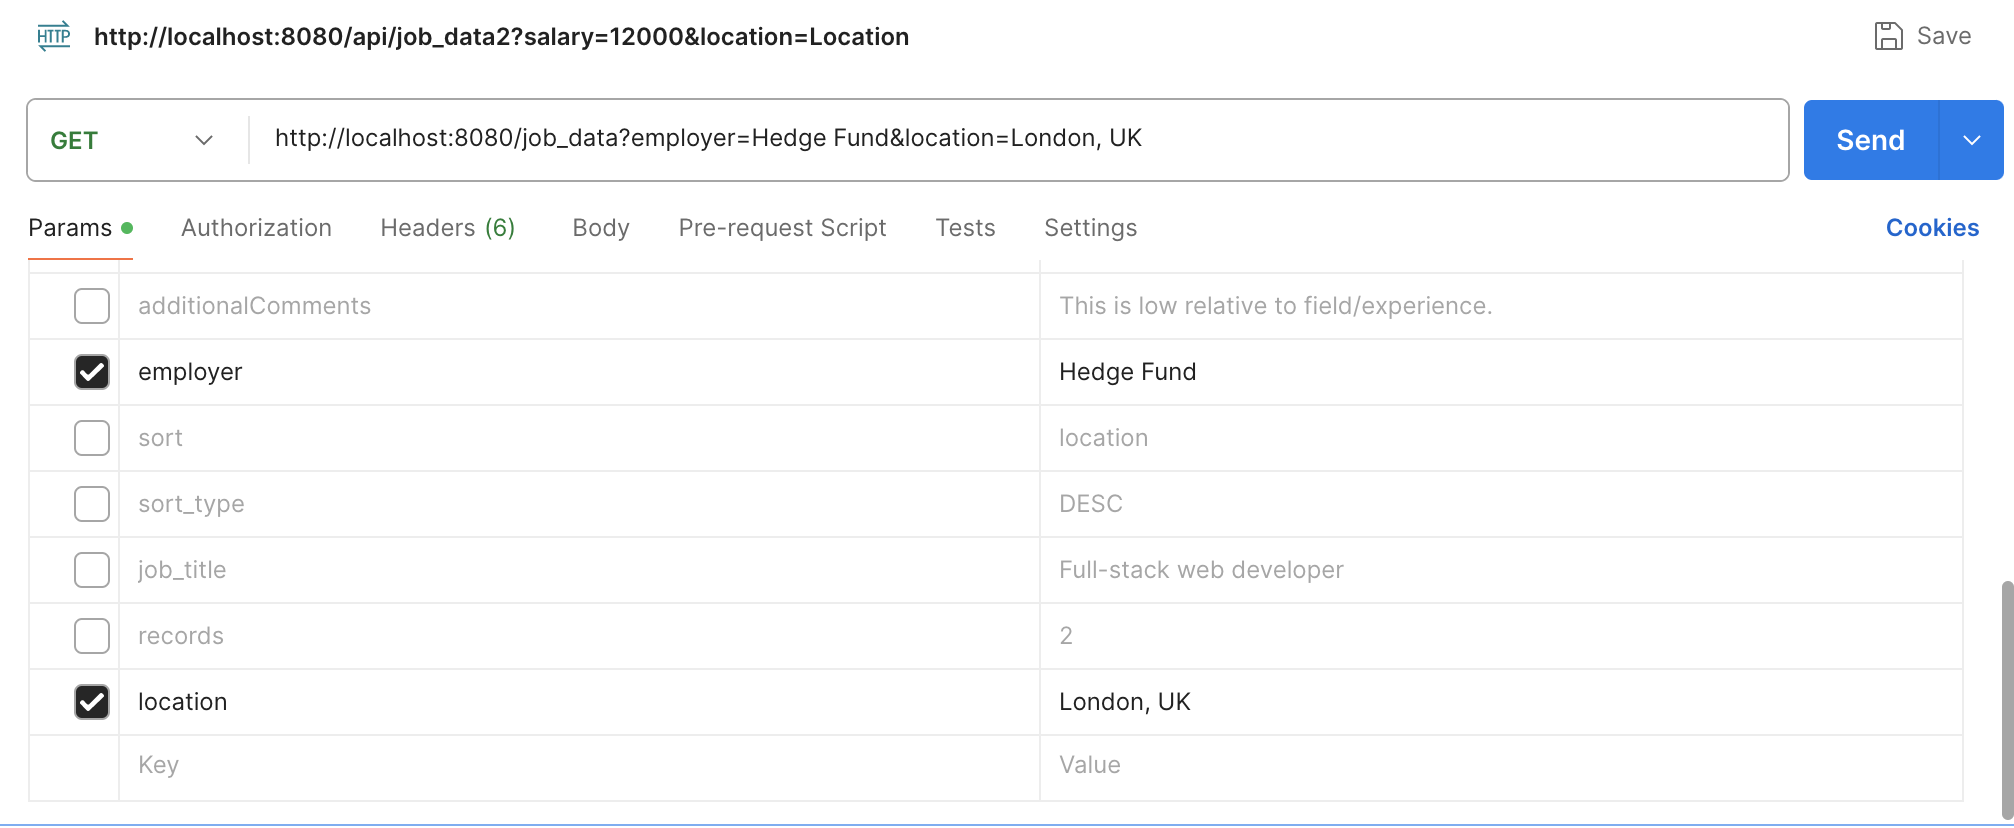 HTTP http://localhost:8080/api/job_data2?salary=12000&location=Location Save
GET http://localhost:8080/job_data?employer=Hedge Fund&location=London, UK Send
Params Authorization Headers (6) Body Pre-request Script Tests Settings Cookies
additionalComments This is low relative to field/experience.
employer Hedge Fund
sort location
sort_type DESC
job_title Full-stack web developer
records 2
location London, UK
Key Value